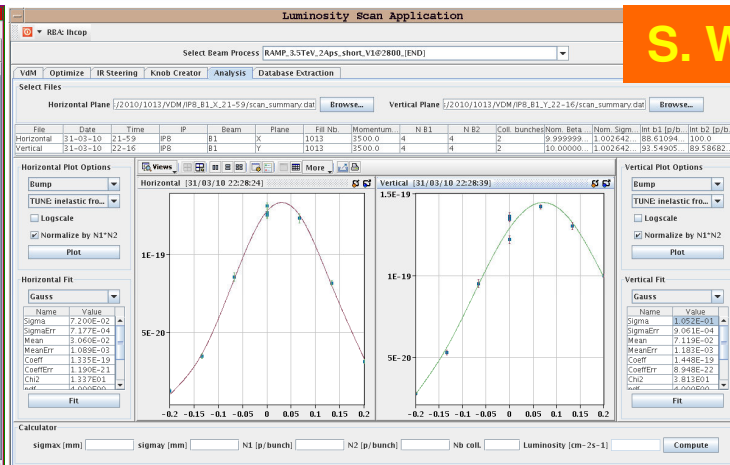 Luminosity Scan Application
RBA: lhcop
S. W
Select Beam Process RAMP_3.5TeV_2Aps_short_V1@2800_[END]
VdM Optimize IR Steering Knob Creator Analysis Database Extraction
Select Files
Horizontal Plane :/2010/1013/VDM/IP8_B1_X_21-59/scan_summary.dat Browse... Vertical Plane :/2010/1013/VDM/IP8_B1_Y_22-16/scan_summary.dat Browse...
File Date Time IP Beam Plane Fill Nb. Momentum... N B1 N B2 Coll. bunches Nom. Beta ... Nom. Sigm... Int b1 [p/b... Int b2 [p/b...
Horizontal 31-03-10 21-59 IP8 B1 X 1013 3500.0 4 4 2 9.999999... 1.002642... 88.61094... 100.0
Vertical 31-03-10 22-16 IP8 B1 Y 1013 3500.0 4 4 2 10.00000... 1.002642... 93.54905... 89.58682...
Horizontal Plot Options
Bump
TUNE: inelastic fro...
Logscale
Normalize by N1*N2
Plot
Horizontal Fit
Gauss
Name Value
Sigma 7.200E-02
SigmaErr 7.177E-04
Mean 3.060E-02
MeanErr 1.089E-03
Coeff 1.335E-19
CoeffErr 1.190E-21
Chi2 1.337E01
ndf 4.000E00
Fit
Views More
Horizontal [31/03/10 22:28:24]
1E-19
5E-20
-0.2 -0.15 -0.1 -0.05 0 0.05 0.1 0.15 0.2
Vertical [31/03/10 22:28:39]
1.5E-19
1E-19
5E-20
-0.2 -0.15 -0.1 -0.05 0 0.05 0.1 0.15 0.2
Vertical Plot Options
Bump
TUNE: inelastic fro...
Logscale
Normalize by N1*N2
Plot
Vertical Fit
Gauss
Name Value
Sigma 1.052E-01
SigmaErr 9.061E-04
Mean 7.119E-02
MeanErr 1.183E-03
Coeff 1.448E-19
CoeffErr 8.948E-22
Chi2 3.813E01
ndf 4.000E00
Fit
Calculator
sigmax [mm] sigmay [mm] N1 [p/bunch] N2 [p/bunch] Nb coll. Luminosity [cm-2s-1] Compute